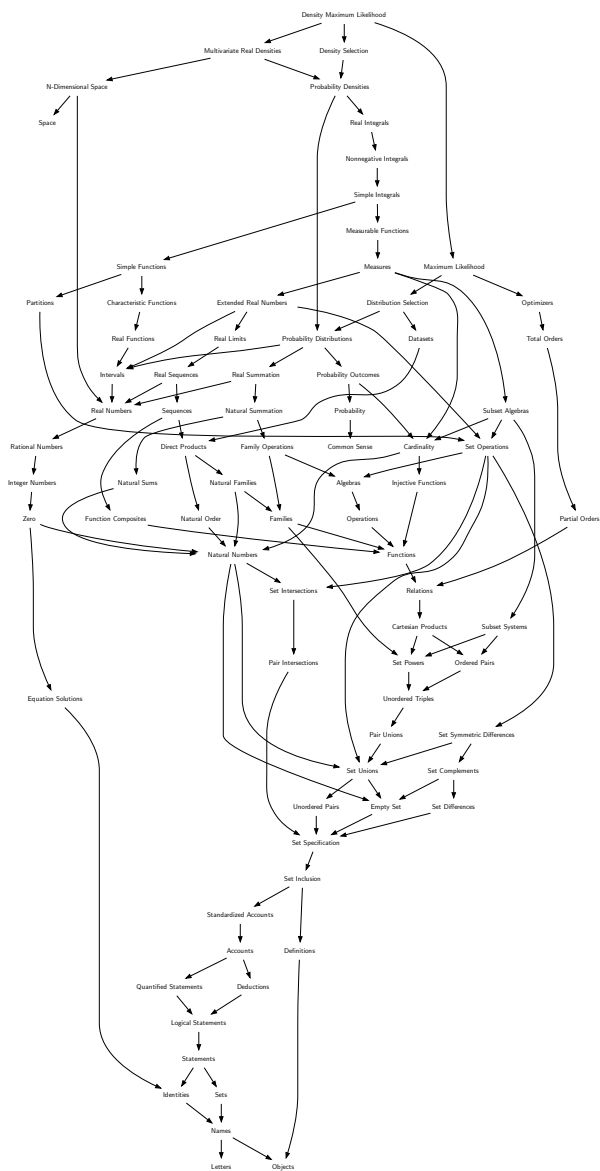 Density Maximum Likelihood
Multivariate Real Densities
Density Selection
N-Dimensional Space
Probability Densities
Space
Real Integrals
Nonnegative Integrals
Simple Integrals
Measurable Functions
Simple Functions
Measures
Maximum Likelihood
Partitions
Characteristic Functions
Extended Real Numbers
Distribution Selection
Optimizers
Real Functions
Real Limits
Probability Distributions
Datasets
Total Orders
Intervals
Real Sequences
Real Summation
Probability Outcomes
Real Numbers
Sequences
Natural Summation
Probability
Subset Algebras
Rational Numbers
Direct Products
Family Operations
Common Sense
Cardinality
Set Operations
Integer Numbers
Natural Sums
Natural Families
Algebras
Injective Functions
Zero
Function Composites
Natural Order
Families
Operations
Partial Orders
Natural Numbers
Functions
Set Intersections
Relations
Cartesian Products
Subset Systems
Pair Intersections
Set Powers
Ordered Pairs
Equation Solutions
Unordered Triples
Pair Unions
Set Symmetric Differences
Set Unions
Set Complements
Unordered Pairs
Empty Set
Set Differences
Set Specification
Set Inclusion
Standardized Accounts
Accounts
Definitions
Quantified Statements
Deductions
Logical Statements
Statements
Identities
Sets
Names
Letters
Objects